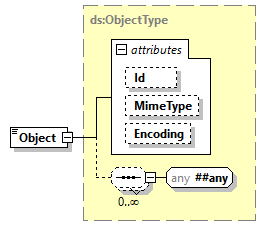 ds:ObjectType
attributes
Id
MimeType
Encoding
Object
any ##any
0..∞